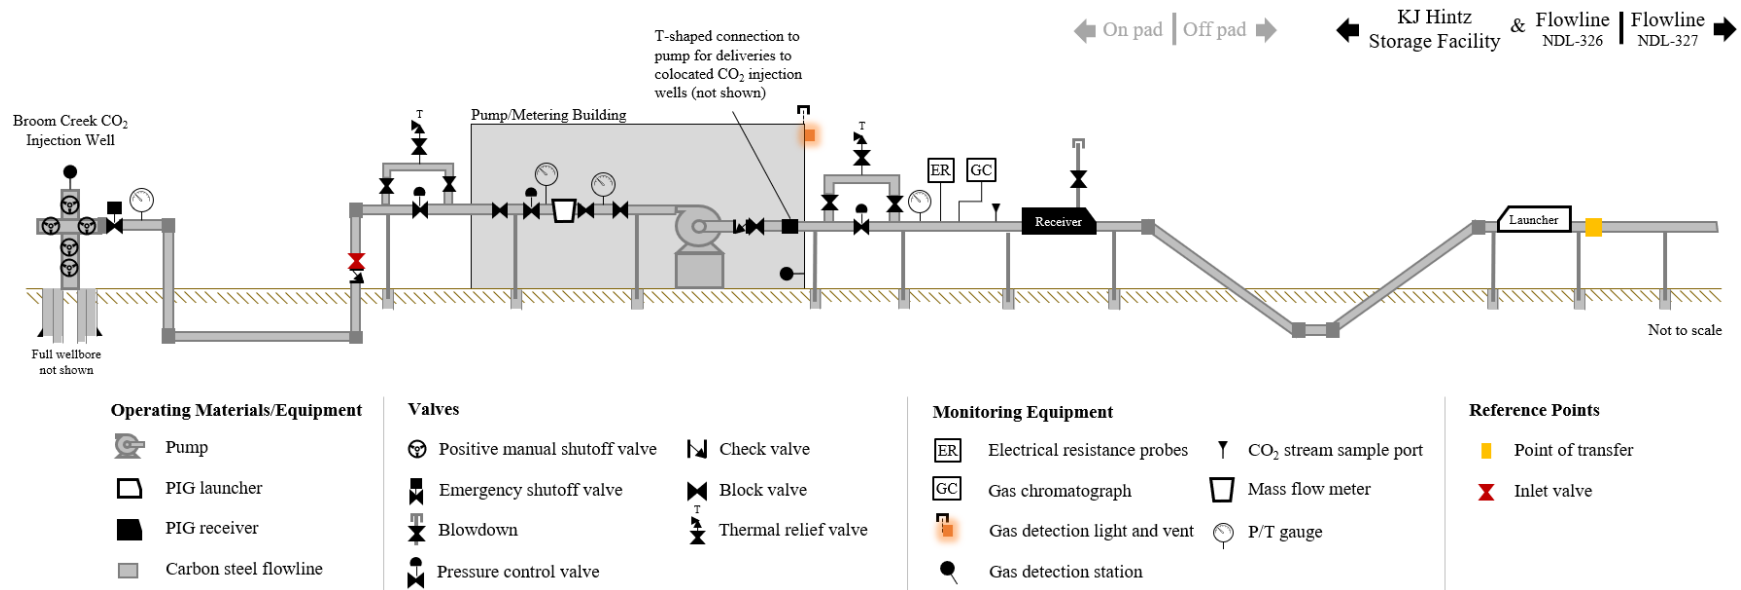 On pad | Off pad
KJ Hintz
Storage Facility
& Flowline
NDL-326
Flowline
NDL-327
T-shaped connection to
pump for deliveries to
colocated CO2 injection
wells (not shown)
Broom Creek CO2
Injection Well
Pump/Metering Building
T
T
ER
GC
Receiver
Launcher
Full wellbore
not shown
Not to scale
Operating Materials/Equipment
Pump
PIG launcher
PIG receiver
Carbon steel flowline
Valves
Positive manual shutoff valve
Emergency shutoff valve
Blowdown
Pressure control valve
Check valve
Block valve
T
Thermal relief valve
Monitoring Equipment
ER Electrical resistance probes
GC Gas chromatograph
Gas detection light and vent
Gas detection station
CO2 stream sample port
Mass flow meter
P/T gauge
Reference Points
Point of transfer
Inlet valve